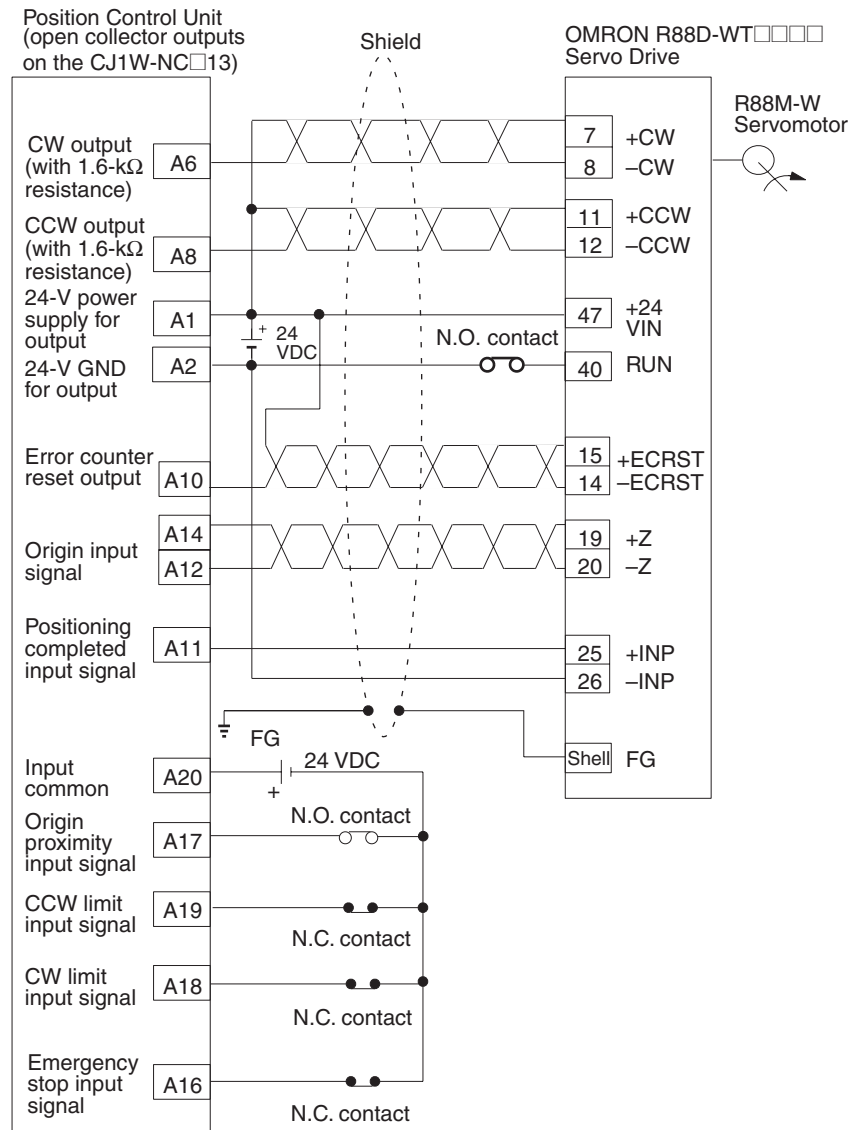 Position Control Unit
(open collector outputs
on the CJ1W-NC□13)
Shield
OMRON R88D-WT□□□□
Servo Drive
R88M-W
Servomotor
CW output
(with 1.6-kΩ
resistance)
A6
7 +CW
8 –CW
CCW output
(with 1.6-kΩ
resistance)
A8
11 +CCW
12 –CCW
24-V power
supply for
output
A1
+ 24
VDC
47 +24
VIN
24-V GND
for output
A2
N.O. contact
40 RUN
Error counter
reset output
A10
15 +ECRST
14 –ECRST
Origin input
signal
A14
A12
19 +Z
20 –Z
Positioning
completed
input signal
A11
25 +INP
26 –INP
FG
Shell FG
Input
common
A20
24 VDC
+
Origin
proximity
input signal
A17
N.O. contact
CCW limit
input signal
A19
N.C. contact
CW limit
input signal
A18
N.C. contact
Emergency
stop input
signal
A16
N.C. contact